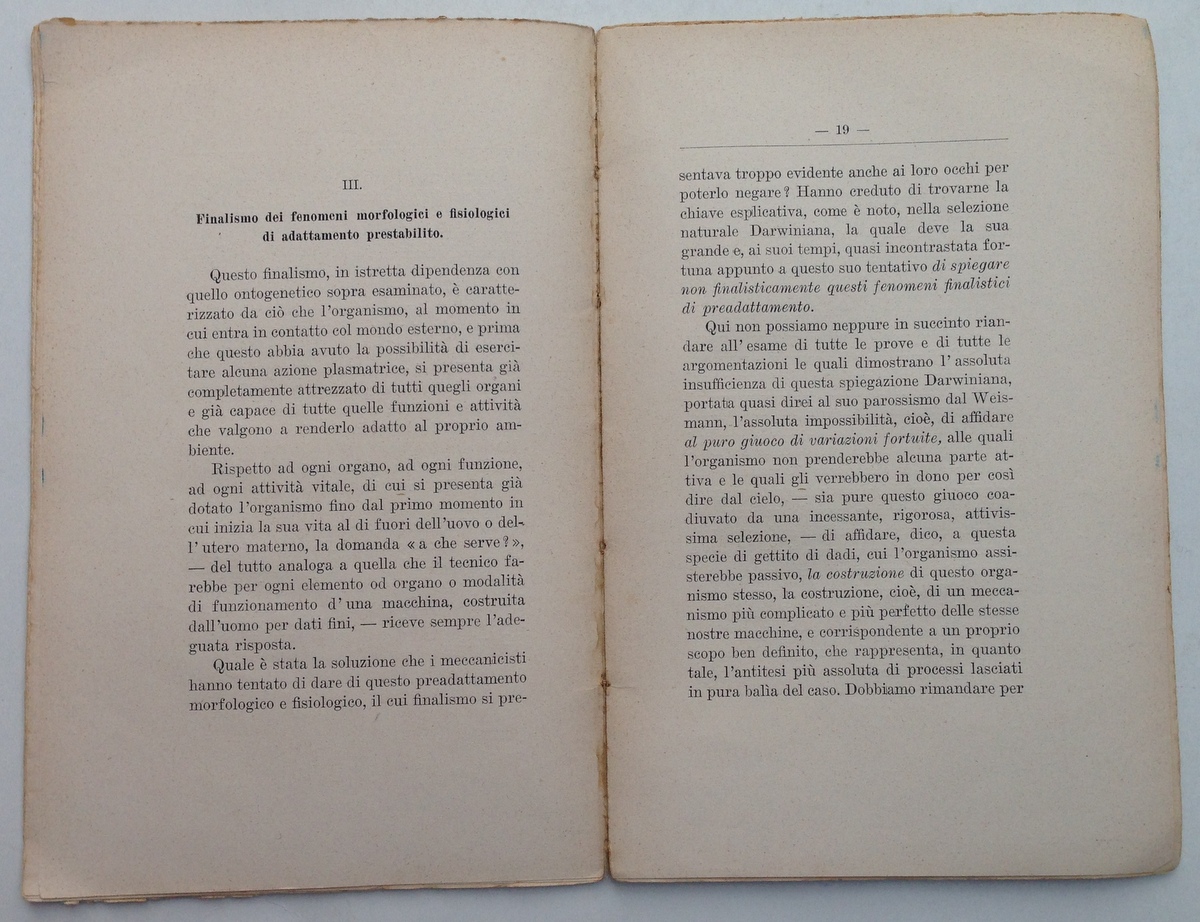 III.
Finalismo dei fenomeni morfologici e fisiologici
di adattamento prestabilito.
Questo finalismo, in istretta dipendenza con
quello ontogenetico sopra esaminato, è caratte-
rizzato da ciò che l'organismo, al momento in
cui entra in contatto col mondo esterno, e prima
che questo abbia avuto la possibilità di eserci-
tare alcuna azione plasmatrice, si presenta già
completamente attrezzato di tutti quegli organi
e già capace di tutte quelle funzioni e attività
che valgono a renderlo adatto al proprio am-
biente.
Rispetto ad ogni organo, ad ogni funzione,
ad ogni attività vitale, di cui si presenta già
dotato l'organismo fino dal primo momento in
cui inizia la sua vita al di fuori dell'uovo o del-
l'utero materno, la domanda « a che serve? »,
— del tutto analoga a quella che il tecnico fa-
rebbe per ogni elemento od organo o modalità
di funzionamento d'una macchina, costruita
dall'uomo per dati fini, — riceve sempre l'ade-
guata risposta.
Quale è stata la soluzione che i meccanicisti
hanno tentato di dare di questo preadattamento
morfologico e fisiologico, il cui finalismo si pre-
— 19 —
sentava troppo evidente anche ai loro occhi per
poterlo negare? Hanno creduto di trovarne la
chiave esplicativa, come è noto, nella selezione
naturale Darwiniana, la quale deve la sua
grande e, ai suoi tempi, quasi incontrastata for-
tuna appunto a questo suo tentativo di spiegare
non finalisticamente questi fenomeni finalistici
di preadattamento.
Qui non possiamo neppure in succinto rian-
dare all'esame di tutte le prove e di tutte le
argomentazioni le quali dimostrano l'assoluta
insufficienza di questa spiegazione Darwiniana,
portata quasi direi al suo parossismo dal Weis-
mann, l'assoluta impossibilità, cioè, di affidare
al puro giuoco di variazioni fortuite, alle quali
l'organismo non prenderebbe alcuna parte at-
tiva e le quali gli verrebbero in dono per così
dire dal cielo, — sia pure questo giuoco coa-
diuvato da una incessante, rigorosa, attivis-
sima selezione, — di affidare, dico, a questa
specie di gettito di dadi, cui l'organismo assi-
sterebbe passivo, la costruzione di questo orga-
nismo stesso, la costruzione, cioè, di un mecca-
nismo più complicato e più perfetto delle stesse
nostre macchine, e corrispondente a un proprio
scopo ben definito, che rappresenta, in quanto
tale, l'antitesi più assoluta di processi lasciati
in pura balìa del caso. Dobbiamo rimandare per